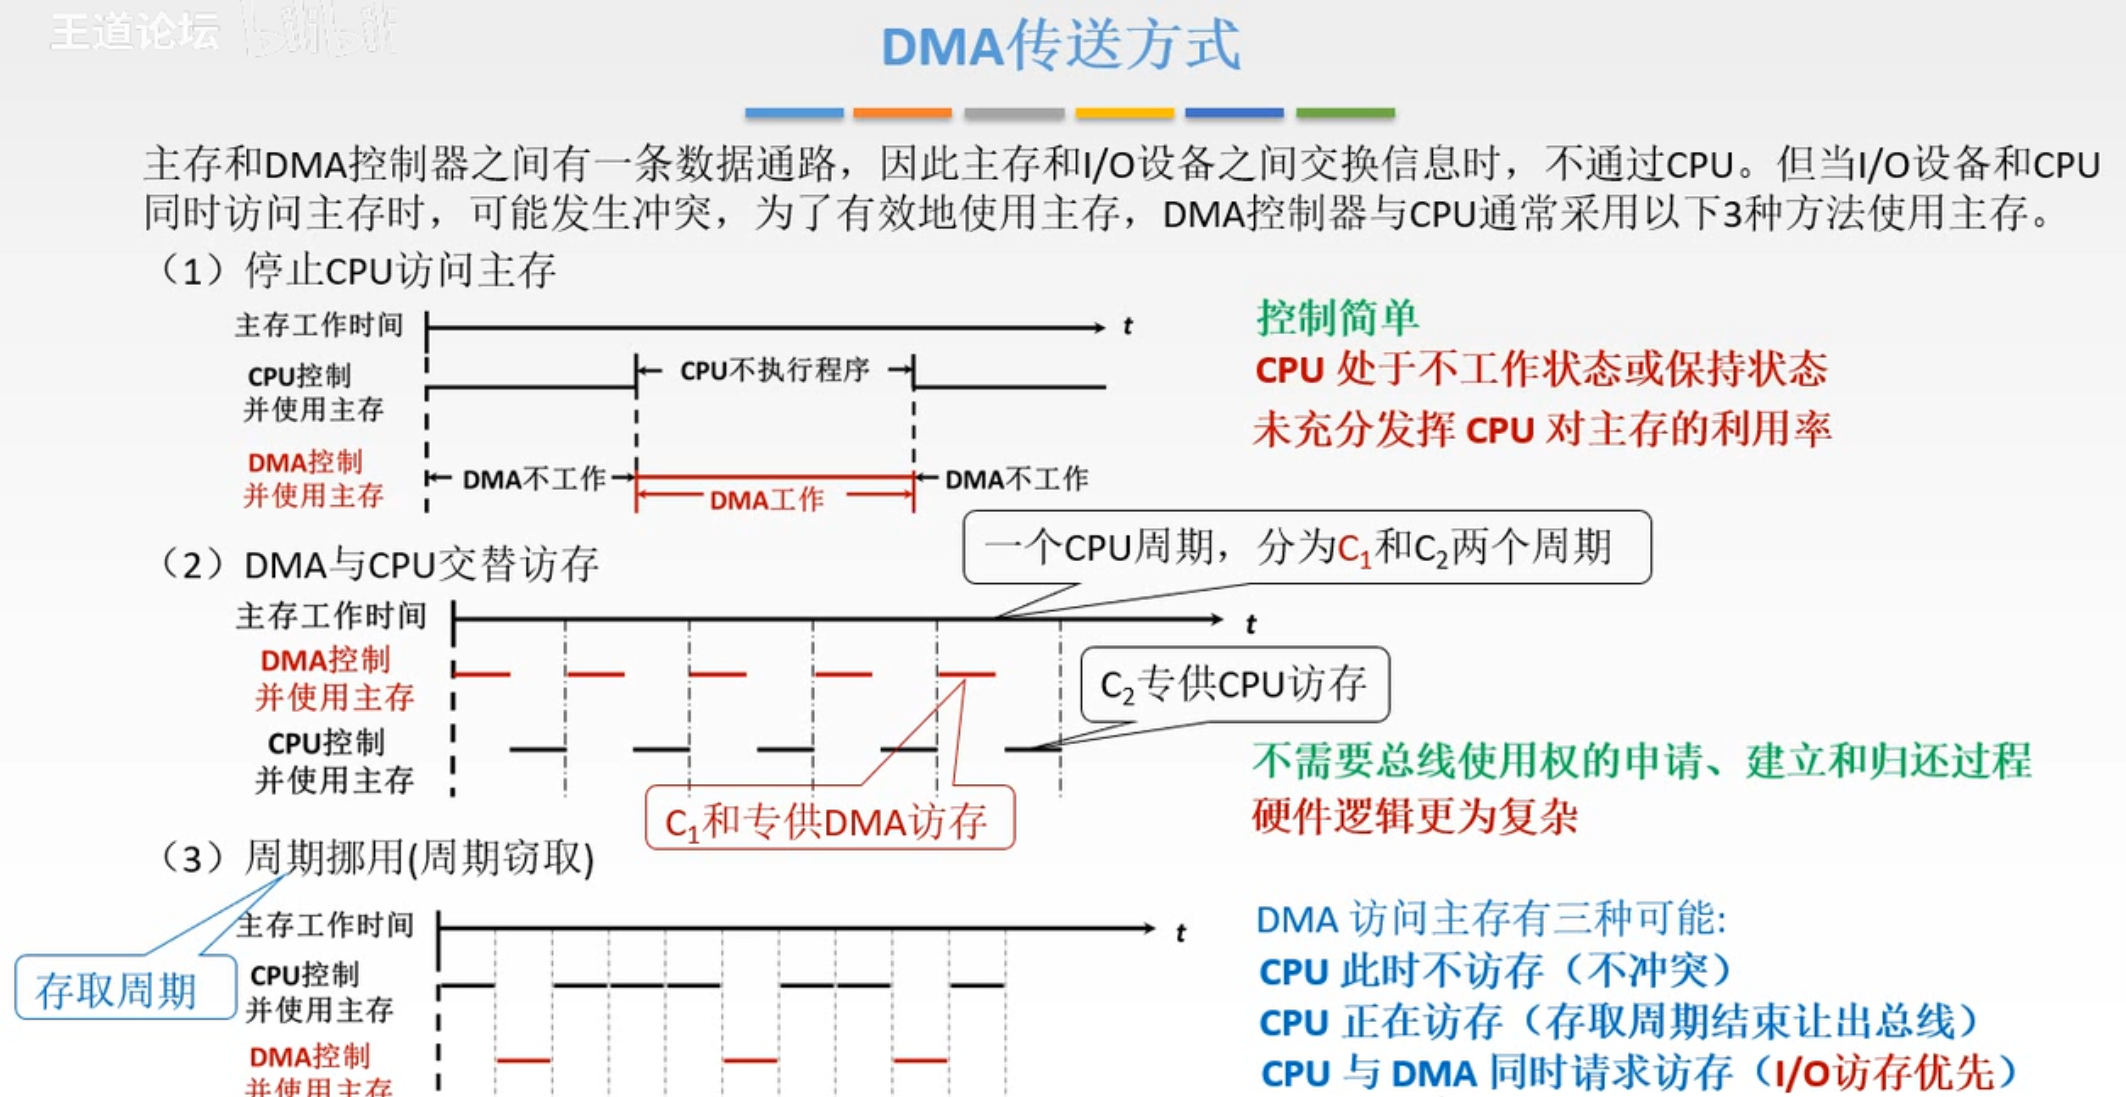 王道论坛 bilibili
DMA传送方式
主存和DMA控制器之间有一条数据通路，因此主存和I/O设备之间交换信息时，不通过CPU。但当I/O设备和CPU
同时访问主存时，可能发生冲突，为了有效地使用主存，DMA控制器与CPU通常采用以下3种方法使用主存。
（1）停止CPU访问主存
主存工作时间
t
控制简单
CPU控制
并使用主存
CPU不执行程序
CPU 处于不工作状态或保持状态
未充分发挥 CPU 对主存的利用率
DMA控制
并使用主存
DMA不工作
DMA工作
DMA不工作
（2）DMA与CPU交替访存
一个CPU周期，分为C1和C2两个周期
主存工作时间
t
DMA控制
并使用主存
C2专供CPU访存
CPU控制
并使用主存
C1和专供DMA访存
不需要总线使用权的申请、建立和归还过程
硬件逻辑更为复杂
（3）周期挪用(周期窃取)
主存工作时间
t
存取周期
CPU控制
并使用主存
DMA控制
并使用主存
DMA 访问主存有三种可能:
CPU 此时不访存（不冲突）
CPU 正在访存（存取周期结束让出总线）
CPU 与 DMA 同时请求访存（I/O访存优先）